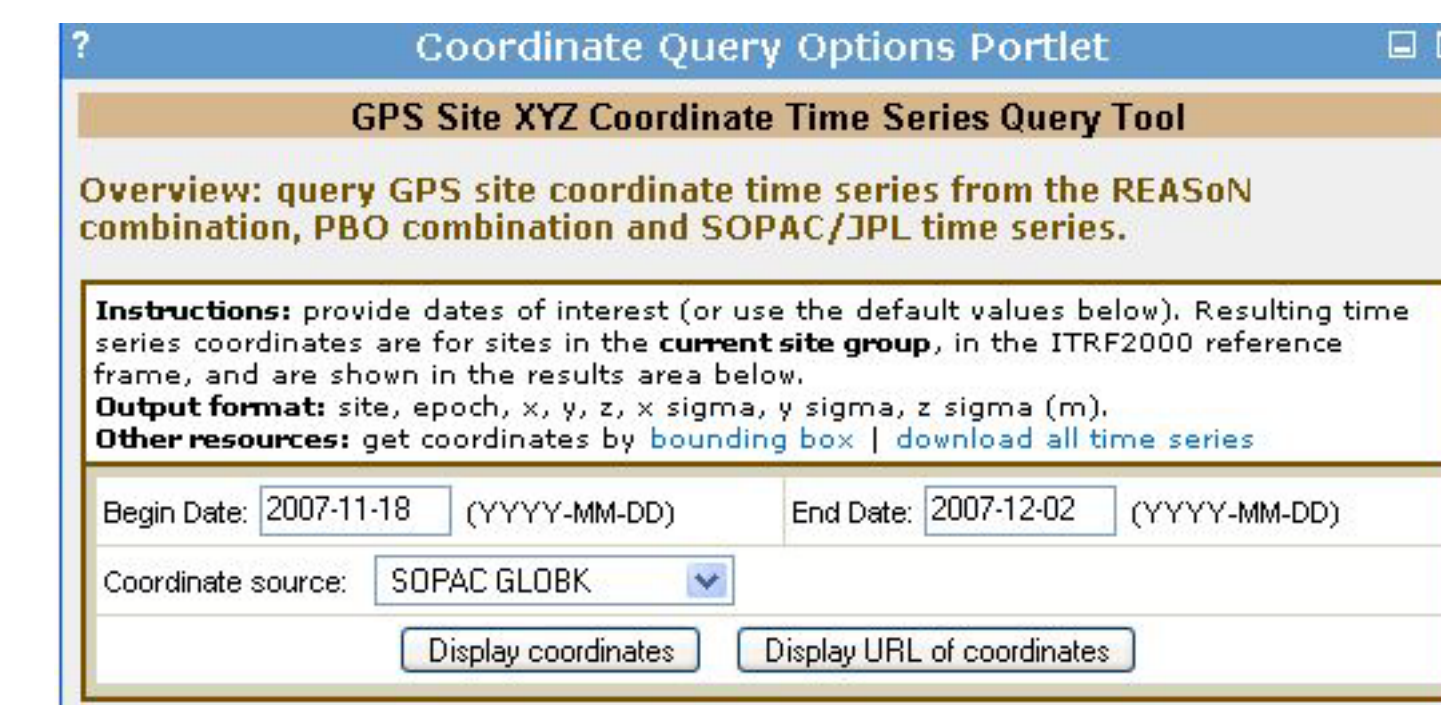 ? Coordinate Query Options Portlet
GPS Site XYZ Coordinate Time Series Query Tool
Overview: query GPS site coordinate time series from the REASoN
combination, PBO combination and SOPAC/JPL time series.
Instructions: provide dates of interest (or use the default values below). Resulting time
series coordinates are for sites in the current site group, in the ITRF2000 reference
frame, and are shown in the results area below.
Output format: site, epoch, x, y, z, x sigma, y sigma, z sigma (m).
Other resources: get coordinates by bounding box | download all time series
Begin Date: 2007-11-18 (YYYY-MM-DD) End Date: 2007-12-02 (YYYY-MM-DD)
Coordinate source: SOPAC GLOBK
Display coordinates Display URL of coordinates